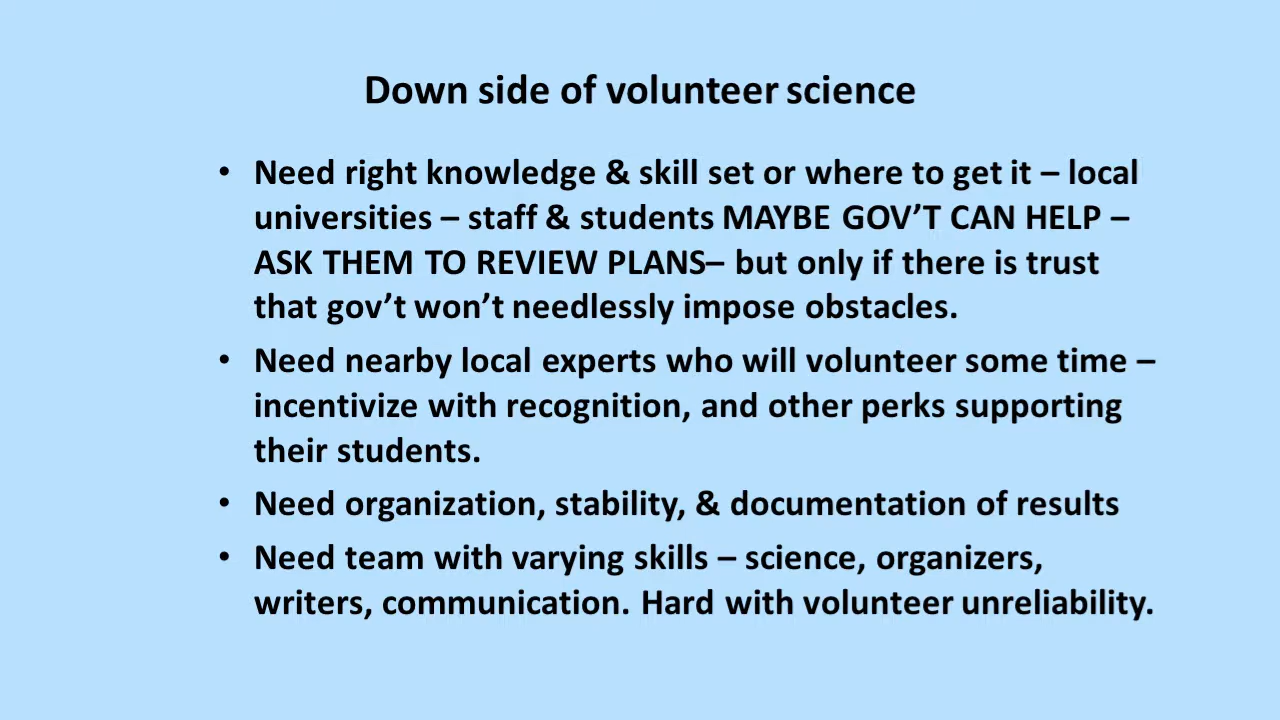 Down side of volunteer science
• Need right knowledge & skill set or where to get it – local
universities – staff & students MAYBE GOV’T CAN HELP –
ASK THEM TO REVIEW PLANS– but only if there is trust
that gov’t won’t needlessly impose obstacles.
• Need nearby local experts who will volunteer some time –
incentivize with recognition, and other perks supporting
their students.
• Need organization, stability, & documentation of results
• Need team with varying skills – science, organizers,
writers, communication. Hard with volunteer unreliability.